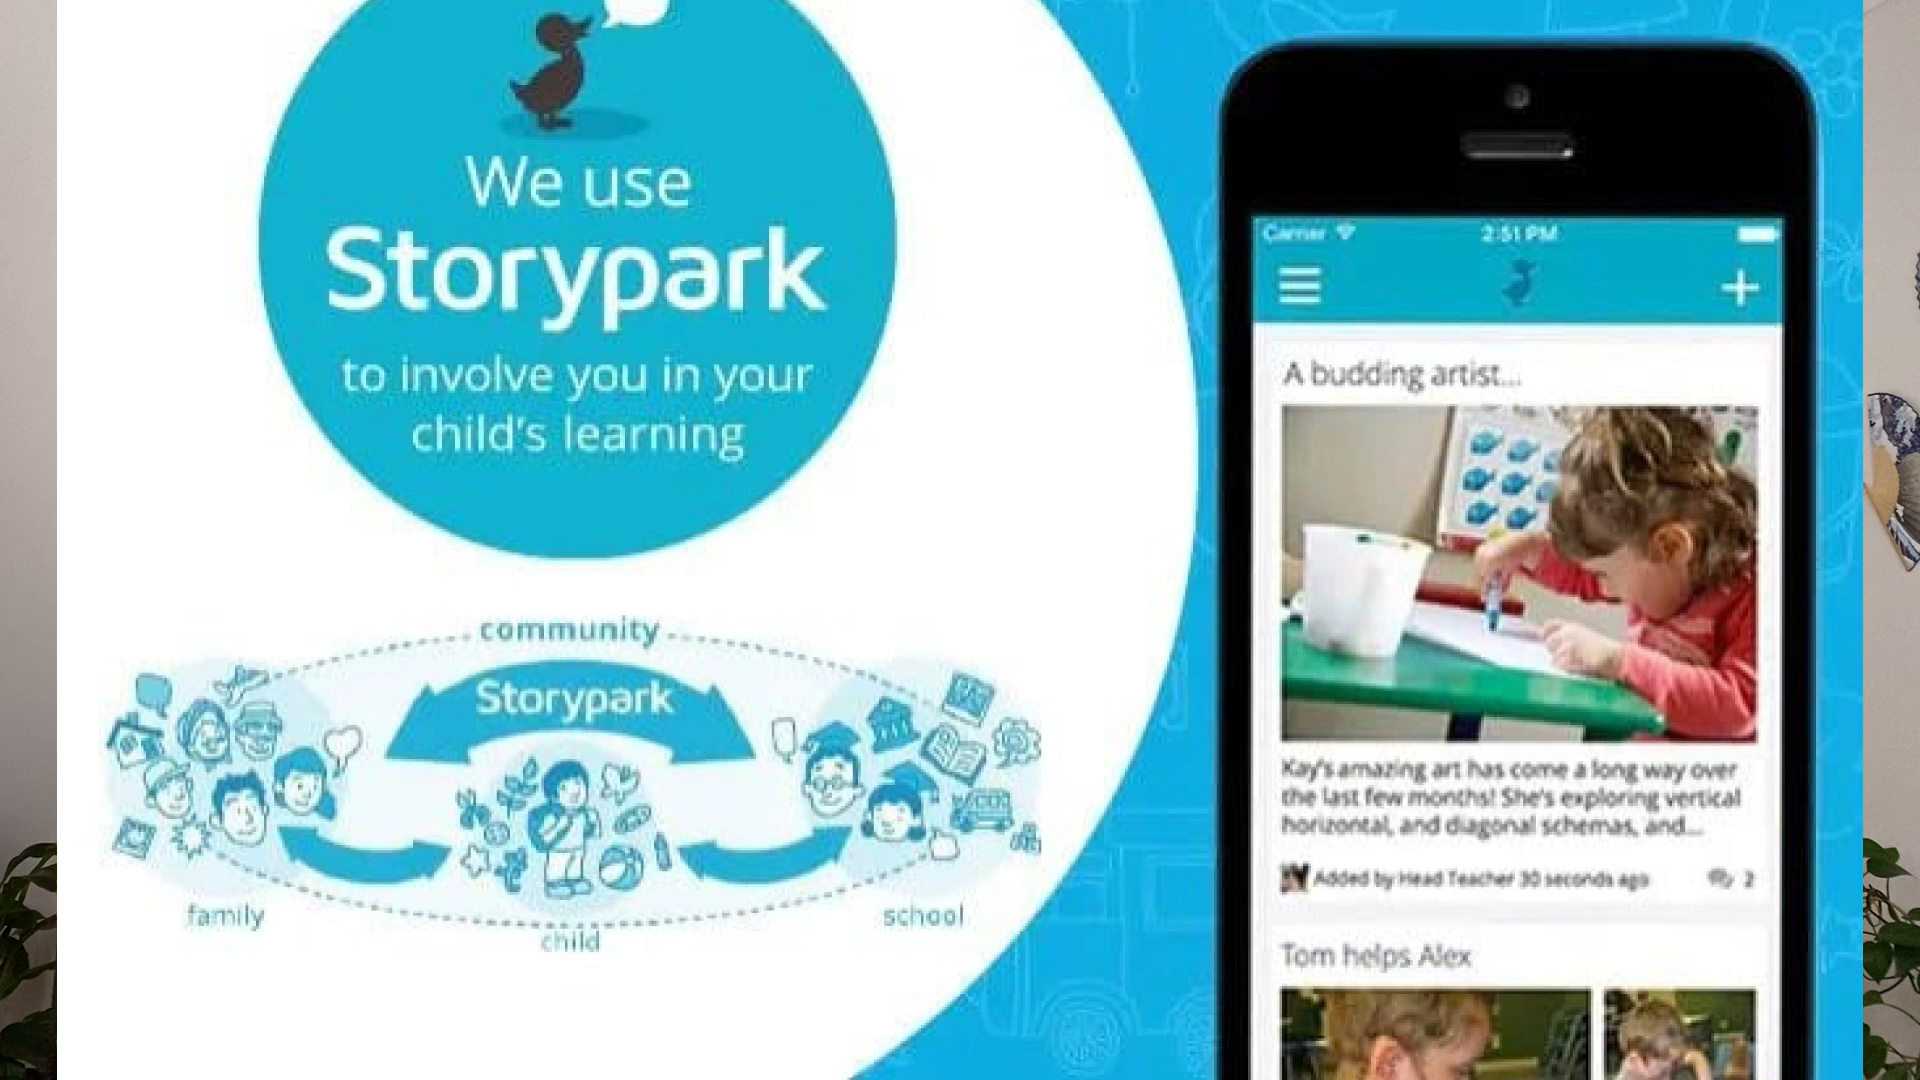 We use
Storypark
to involve you in your
child's learning
community
Storypark
family
child
school
Carrier
2:51 PM
A budding artist...
Kay's amazing art has come a long way over
the last few months! She's exploring vertical
horizontal, and diagonal schemas, and...
Added by Head Teacher 30 seconds ago
2
Tom helps Alex